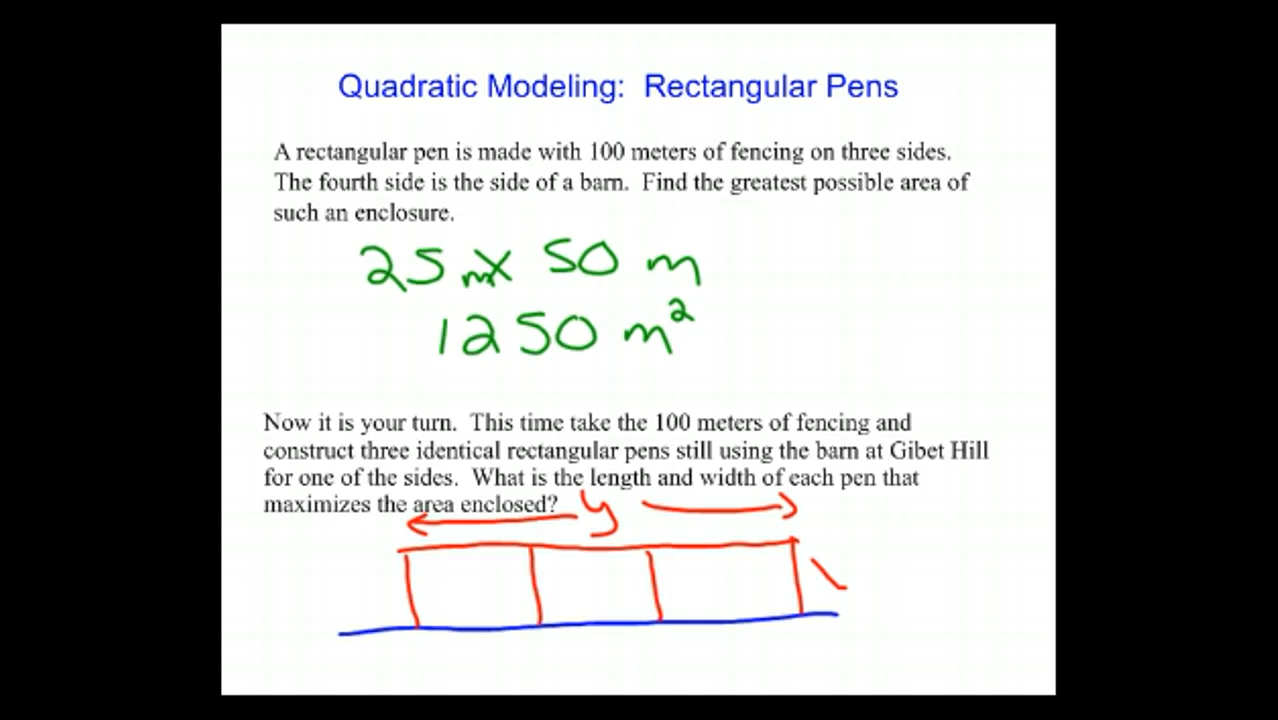 Quadratic Modeling: Rectangular Pens
A rectangular pen is made with 100 meters of fencing on three sides.
The fourth side is the side of a barn. Find the greatest possible area of
such an enclosure.
25 m x 50 m
1250 m²
Now it is your turn. This time take the 100 meters of fencing and
construct three identical rectangular pens still using the barn at Gibet Hill
for one of the sides. What is the length and width of each pen that
maximizes the area enclosed?
y